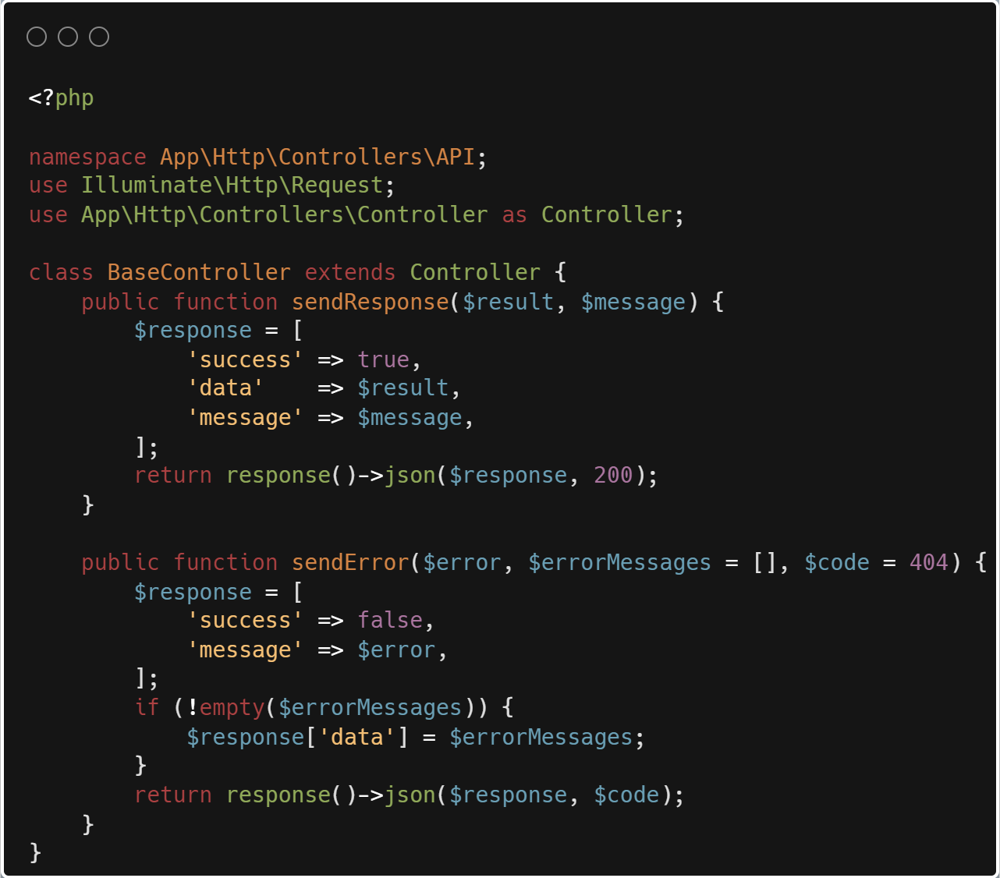 <?php

namespace App\Http\Controllers\API;
use Illuminate\Http\Request;
use App\Http\Controllers\Controller as Controller;

class BaseController extends Controller {
    public function sendResponse($result, $message) {
        $response = [
            'success' => true,
            'data'    => $result,
            'message' => $message,
        ];
        return response()->json($response, 200);
    }

    public function sendError($error, $errorMessages = [], $code = 404) {
        $response = [
            'success' => false,
            'message' => $error,
        ];
        if (!empty($errorMessages)) {
            $response['data'] = $errorMessages;
        }
        return response()->json($response, $code);
    }
}